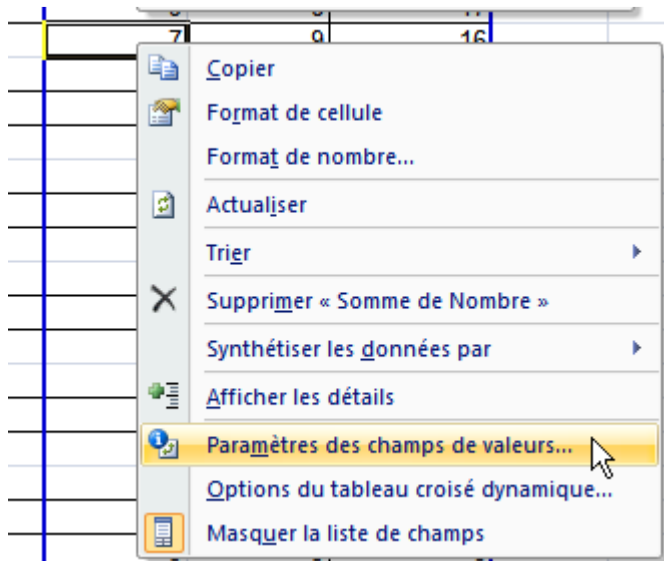 7 9 16
Copier
Format de cellule
Format de nombre...
Actualiser
Trier
Supprimer « Somme de Nombre »
Synthétiser les données par
Afficher les détails
Paramètres des champs de valeurs...
Options du tableau croisé dynamique...
Masquer la liste de champs